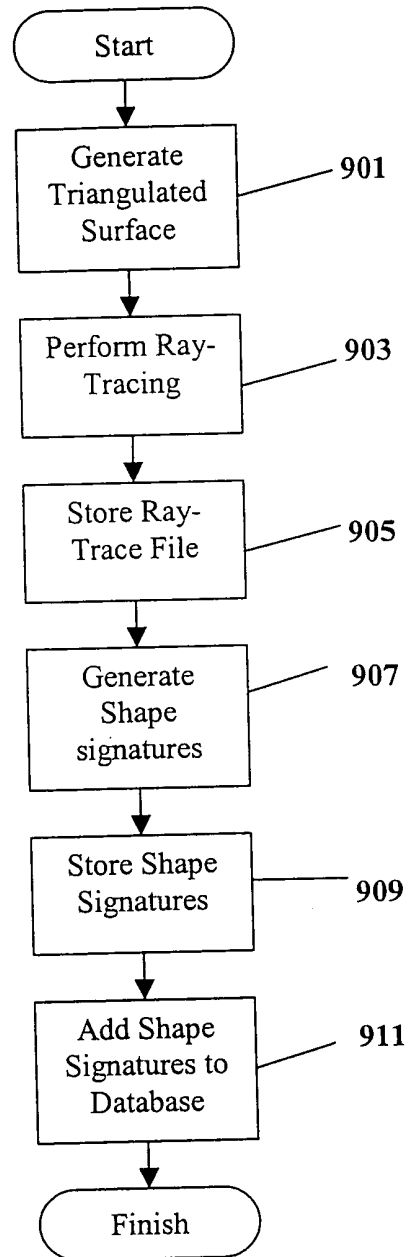 Start
Generate
Triangulated
Surface
901
Perform Ray-
Tracing
903
Store Ray-
Trace File
905
Generate
Shape
signatures
907
Store Shape
Signatures
909
Add Shape
Signatures to
Database
911
Finish